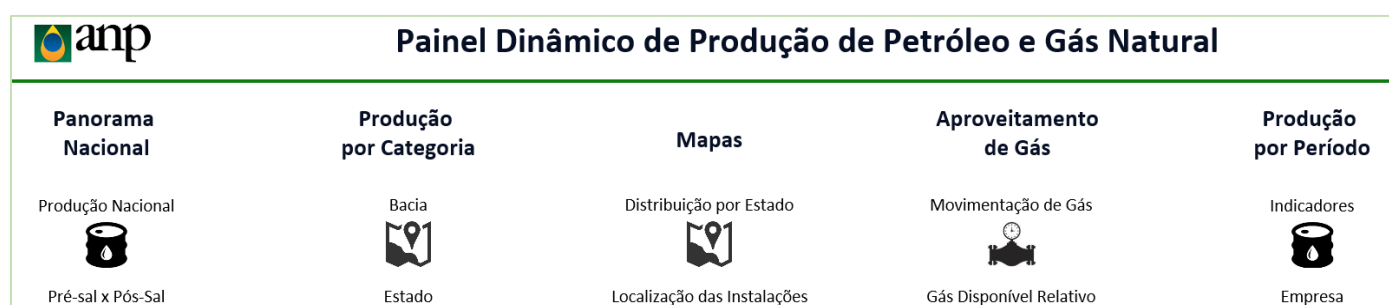 anp
Painel Dinâmico de Produção de Petróleo e Gás Natural
Panorama
Nacional
Produção
por Categoria
Mapas
Aproveitamento
de Gás
Produção
por Período
Produção Nacional
Bacia
Distribuição por Estado
Movimentação de Gás
Indicadores
Pré-sal x Pós-Sal
Estado
Localização das Instalações
Gás Disponível Relativo
Empresa